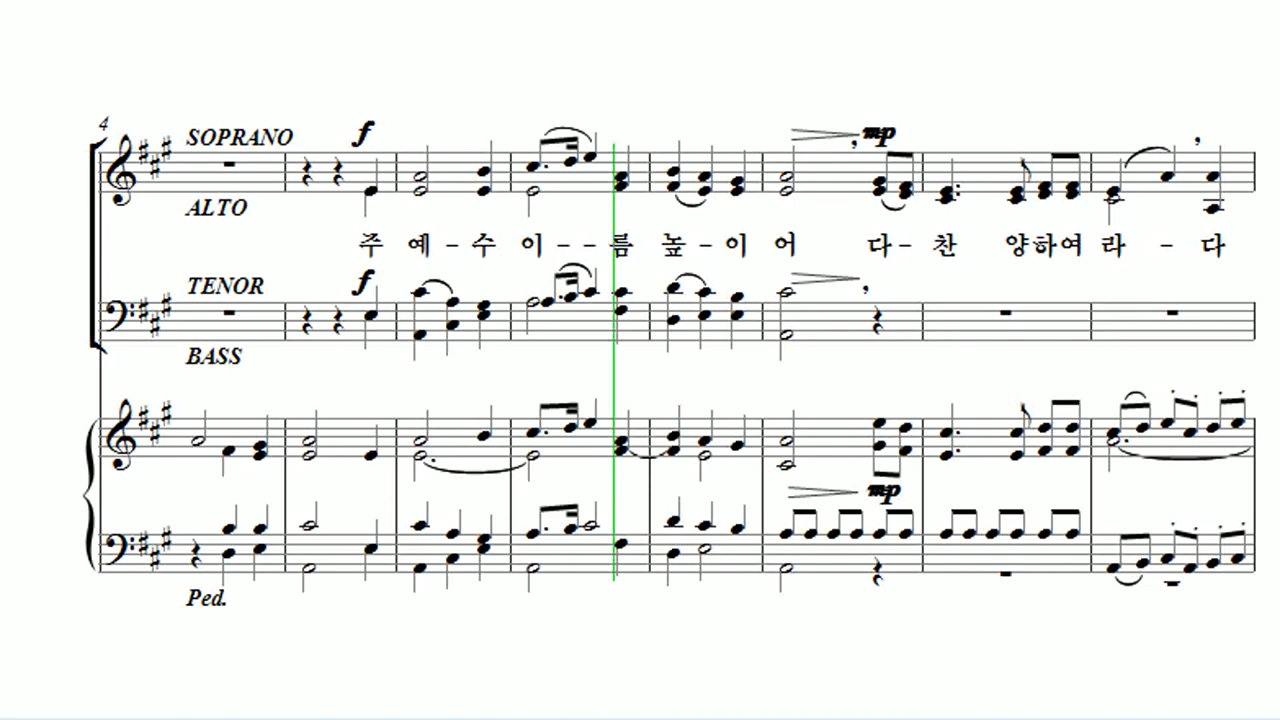 4
SOPRANO
f
mp
ALTO
주 예 - 수 이 - - 름 높 - 이 어 다 - 찬 양하여 라 - 다
TENOR
f
BASS
mp
Ped.